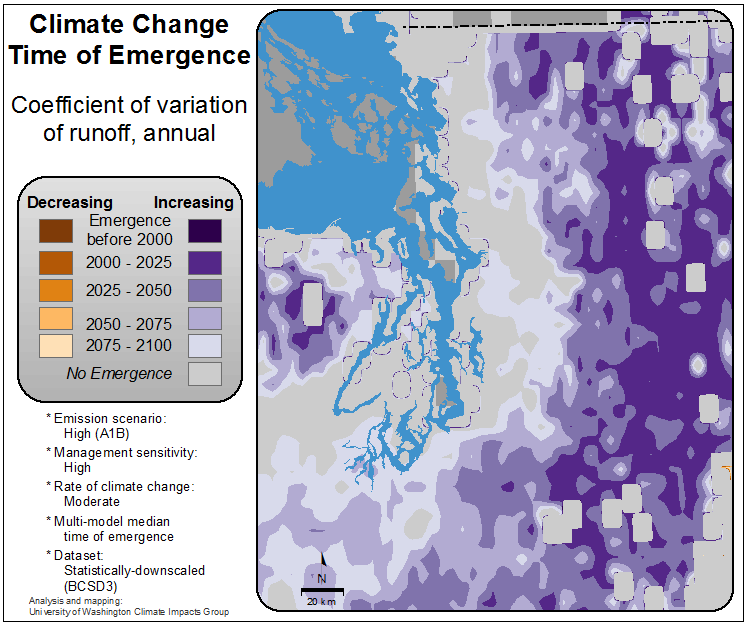 Climate Change
Time of Emergence
Coefficient of variation
of runoff, annual
Decreasing Increasing
Emergence
before 2000
2000 - 2025
2025 - 2050
2050 - 2075
2075 - 2100
No Emergence
* Emission scenario:
High (A1B)
* Management sensitivity:
High
* Rate of climate change:
Moderate
* Multi-model median
time of emergence
* Dataset:
Statistically-downscaled
(BCSD3)
Analysis and mapping:
University of Washington Climate Impacts Group
N
20 km